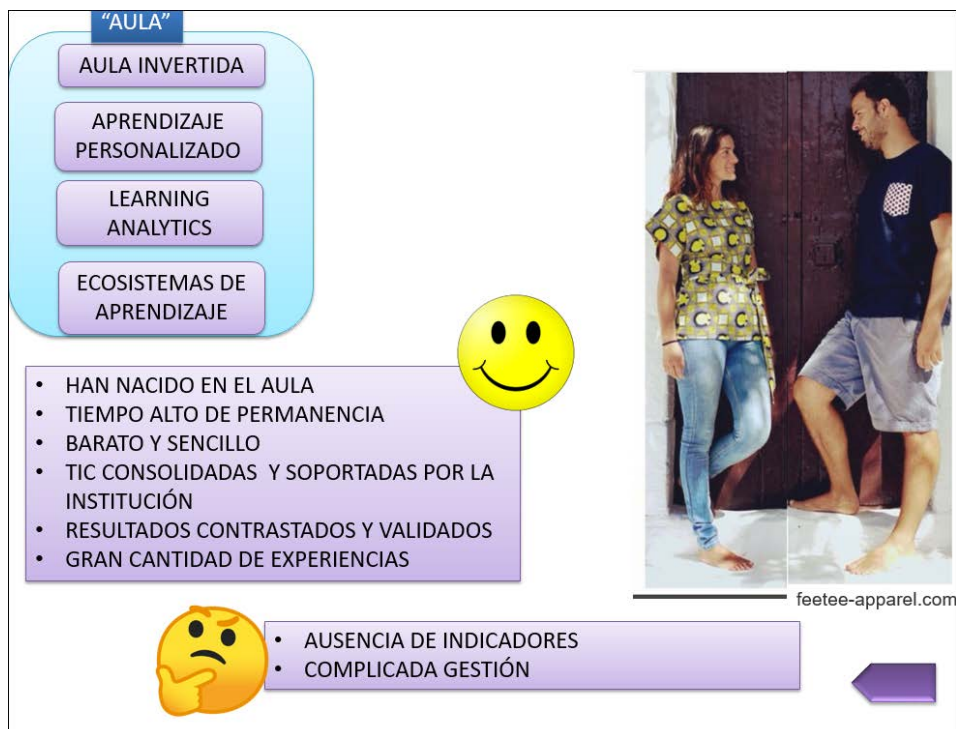 “AULA”
AULA INVERTIDA
APRENDIZAJE
PERSONALIZADO
LEARNING
ANALYTICS
ECOSISTEMAS DE
APRENDIZAJE
• HAN NACIDO EN EL AULA
• TIEMPO ALTO DE PERMANENCIA
• BARATO Y SENCILLO
• TIC CONSOLIDADAS Y SOPORTADAS POR LA
INSTITUCIÓN
• RESULTADOS CONTRASTADOS Y VALIDADOS
• GRAN CANTIDAD DE EXPERIENCIAS
feetee-apparel.com
• AUSENCIA DE INDICADORES
• COMPLICADA GESTIÓN